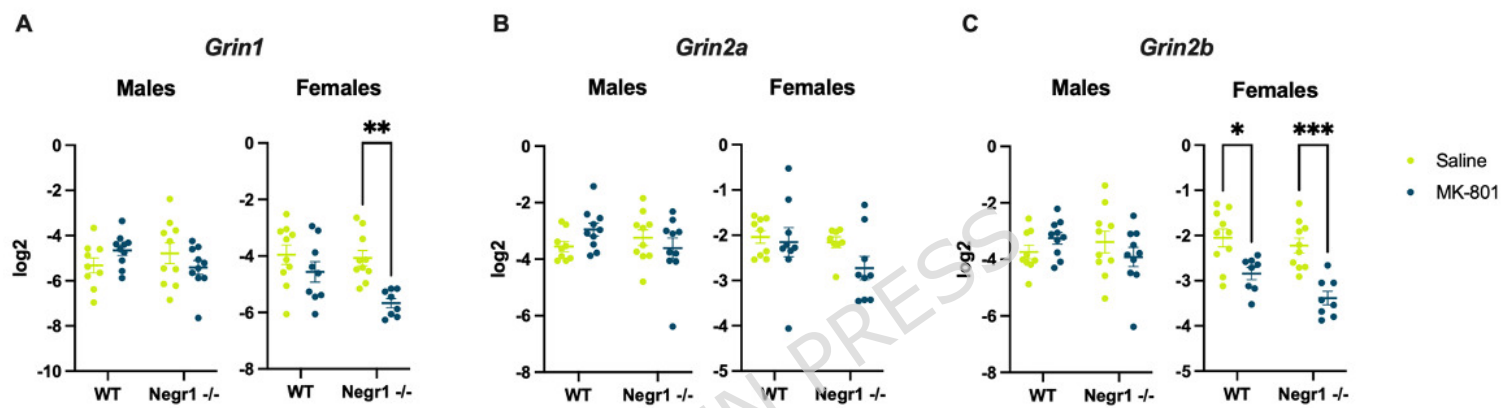 A
Grin1
Males
Females
**
log2
0
-2
-4
-6
-8
-10
WT
Negr1 -/-
0
-2
-4
-6
-8
WT
Negr1 -/-
B
Grin2a
Males
Females
0
-2
-4
-6
-8
WT
Negr1 -/-
0
-1
-2
-3
-4
-5
WT
Negr1 -/-
C
Grin2b
Males
Females
*
***
log2
0
-2
-4
-6
-8
WT
Negr1 -/-
0
-1
-2
-3
-4
-5
WT
Negr1 -/-
Saline
MK-801
PRESS